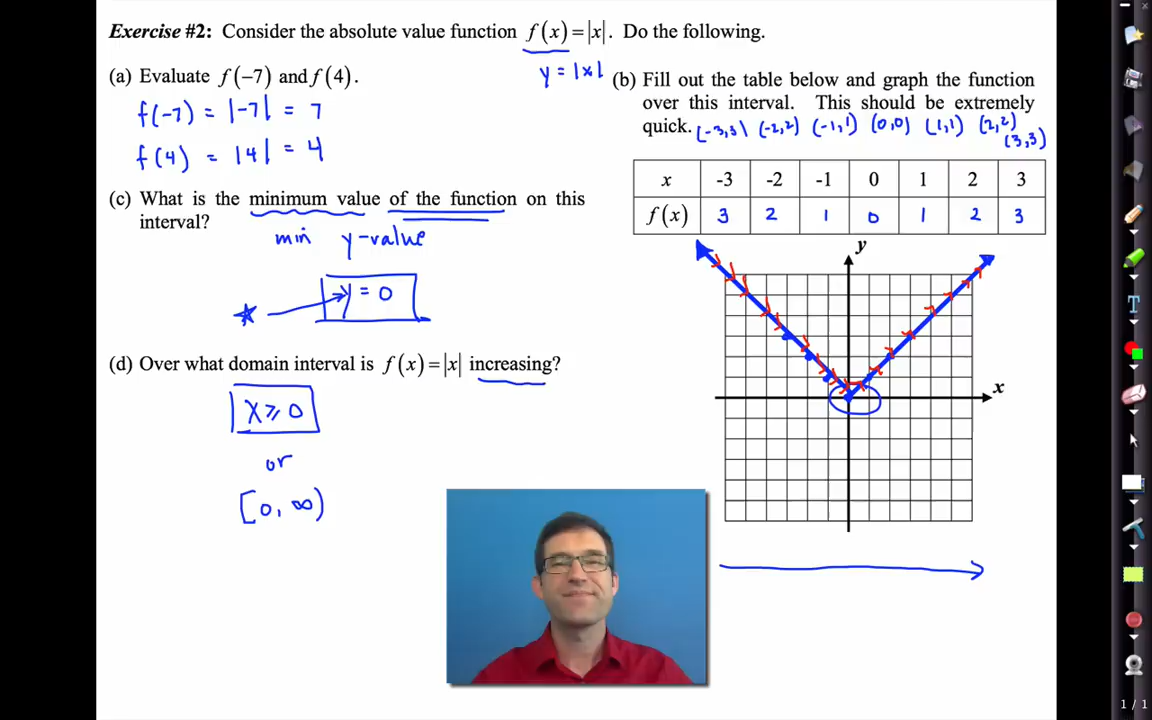 Exercise #2: Consider the absolute value function f(x)=|x|. Do the following.
y = |x|
(a) Evaluate f(−7) and f(4).
f(-7) = |-7| = 7
f(4) = |4| = 4
(b) Fill out the table below and graph the function
over this interval. This should be extremely
quick. (-3,3) (-2,2) (-1,1) (0,0) (1,1) (2,2)
(3,3)
x -3 -2 -1 0 1 2 3
f(x) 3 2 1 0 1 2 3
(c) What is the minimum value of the function on this
interval?
min y-value
y = 0
y
x
(d) Over what domain interval is f(x)=|x| increasing?
x ≥ 0
or
[0, ∞)
T
1 / 1